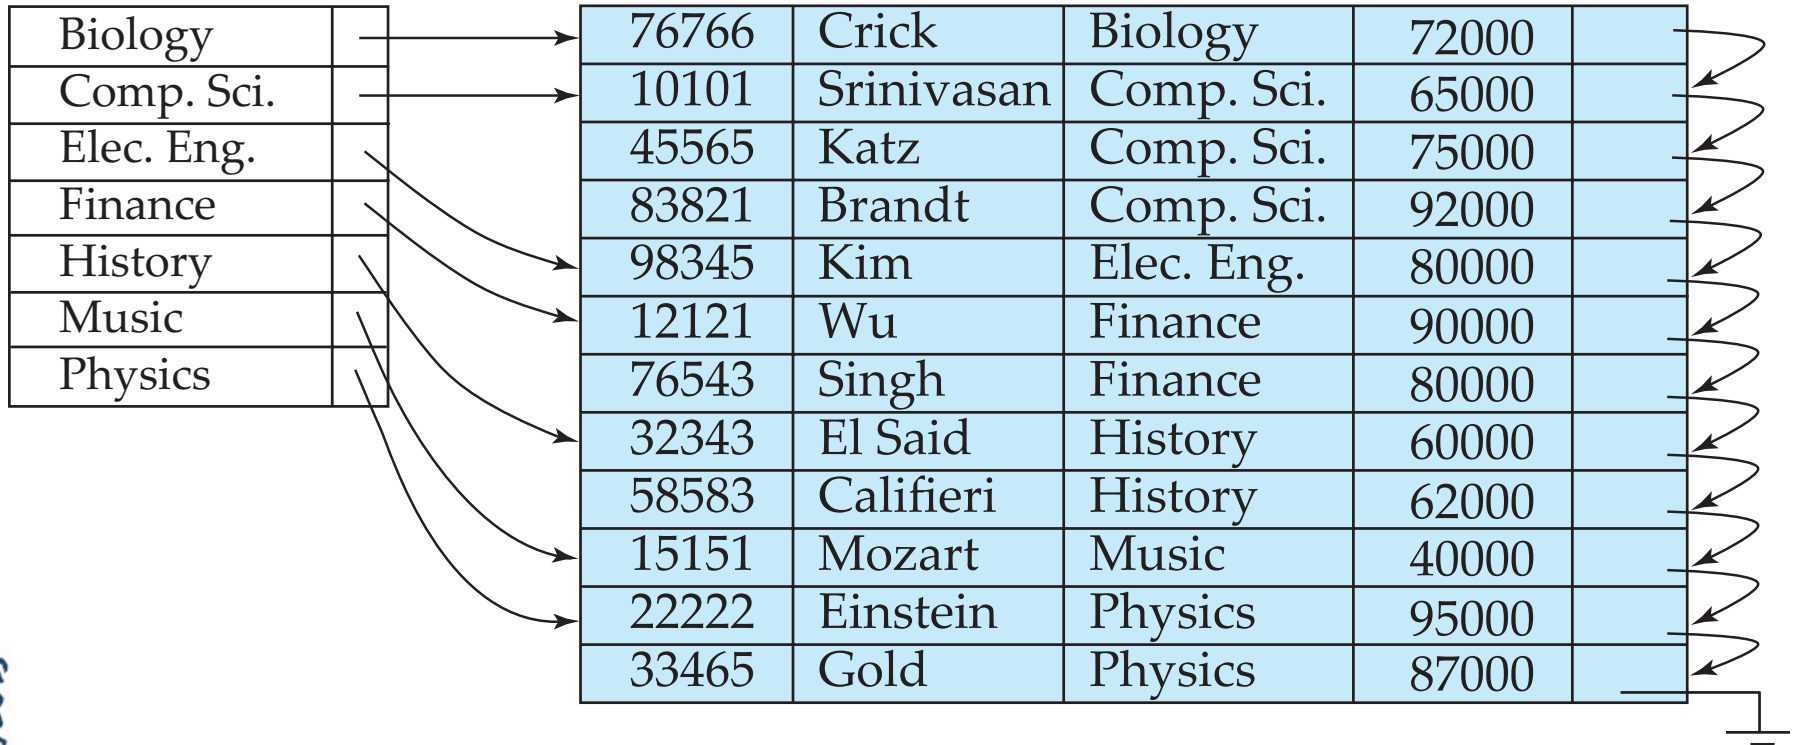 Biology
Comp. Sci.
Elec. Eng.
Finance
History
Music
Physics
76766 Crick Biology 72000
10101 Srinivasan Comp. Sci. 65000
45565 Katz Comp. Sci. 75000
83821 Brandt Comp. Sci. 92000
98345 Kim Elec. Eng. 80000
12121 Wu Finance 90000
76543 Singh Finance 80000
32343 El Said History 60000
58583 Califieri History 62000
15151 Mozart Music 40000
22222 Einstein Physics 95000
33465 Gold Physics 87000